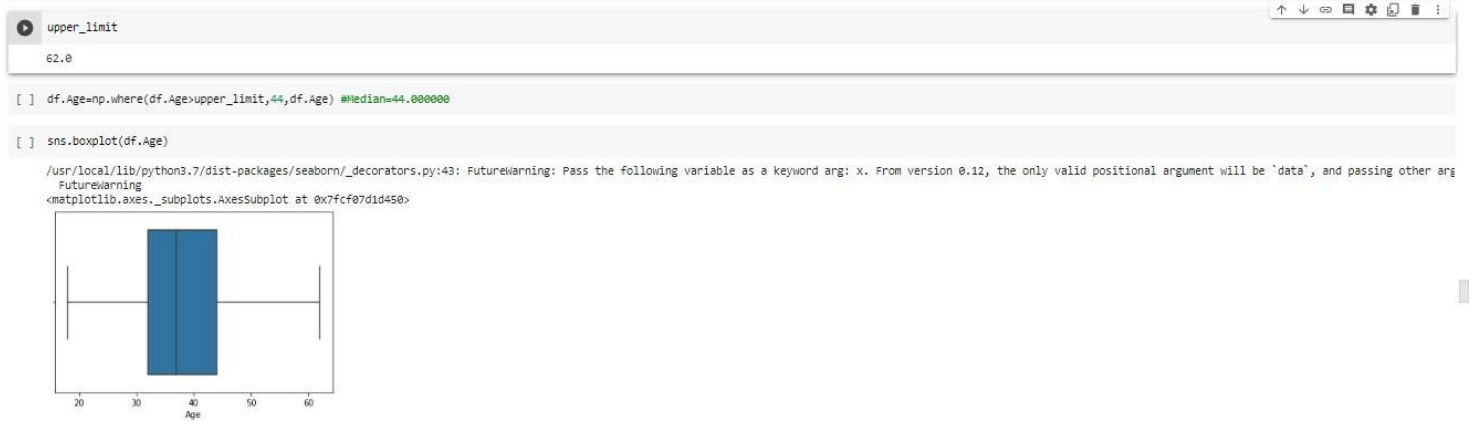 upper_limit
62.0
[ ] df.Age=np.where(df.Age>upper_limit,44,df.Age) #Median=44.000000
[ ] sns.boxplot(df.Age)
/usr/local/lib/python3.7/dist-packages/seaborn/_decorators.py:43: FutureWarning: Pass the following variable as a keyword arg: x. From version 0.12, the only valid positional argument will be `data`, and passing other arg
FutureWarning
<matplotlib.axes._subplots.AxesSubplot at 0x7fcf07d1d450>
20 30 40 50 60
Age